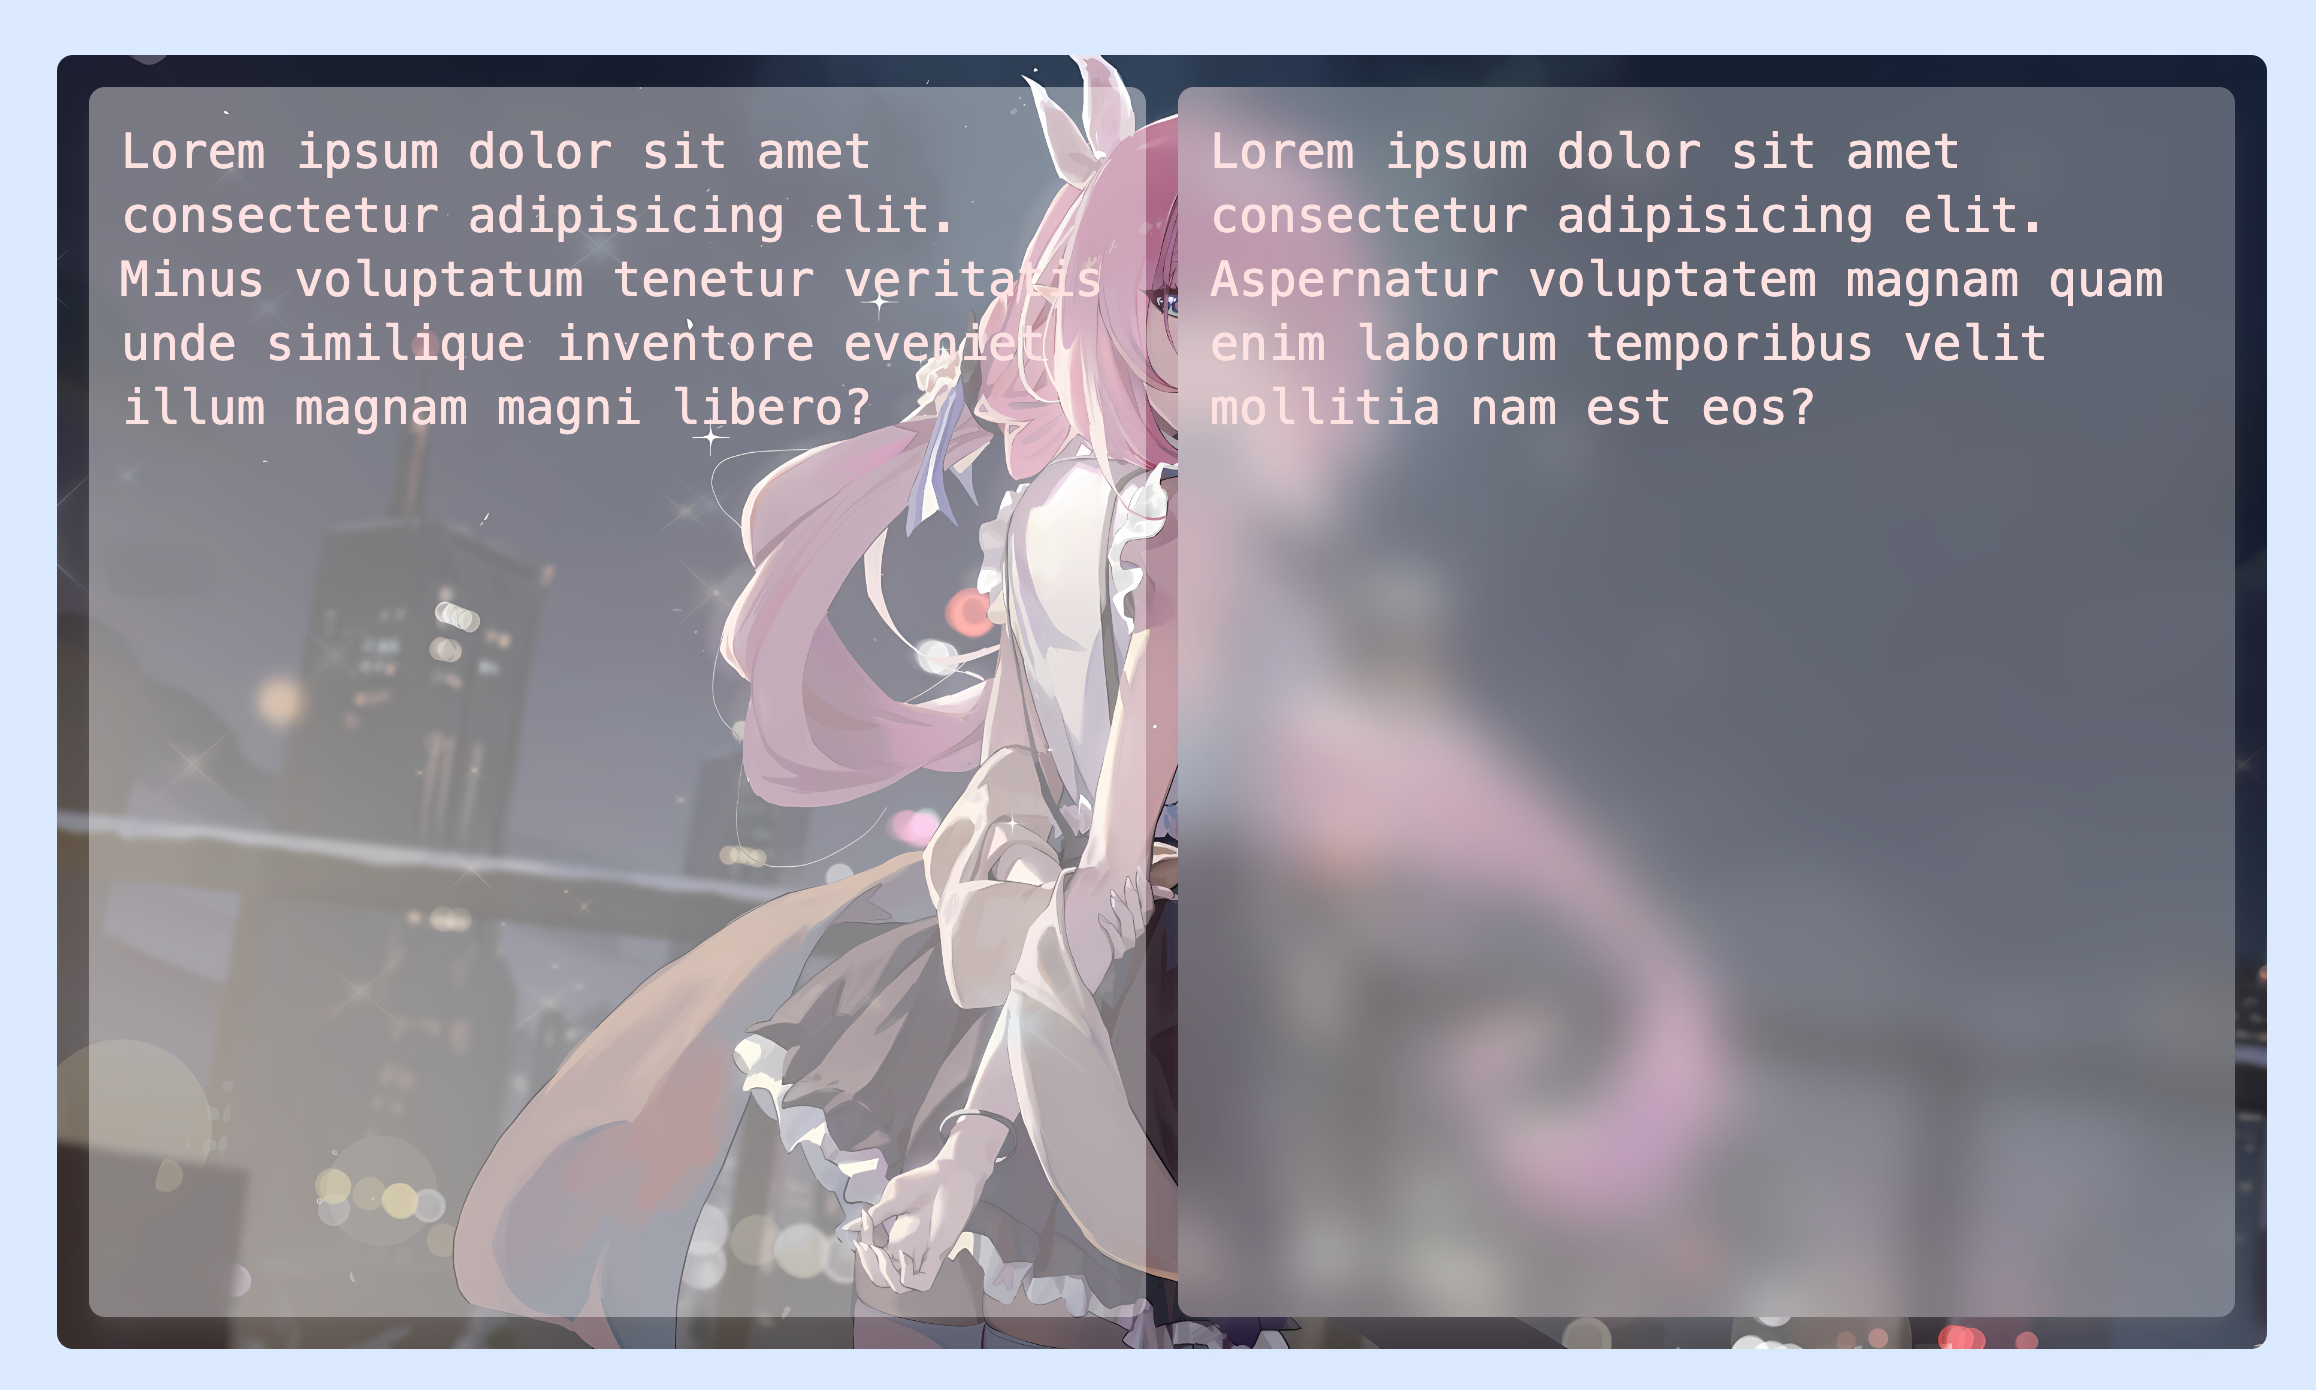 Lorem ipsum dolor sit amet
consectetur adipisicing elit.
Minus voluptatum tenetur veritatis
unde similique inventore eveniet
illum magnam magni libero?
Lorem ipsum dolor sit amet
consectetur adipisicing elit.
Aspernatur voluptatem magnam quam
enim laborum temporibus velit
mollitia nam est eos?